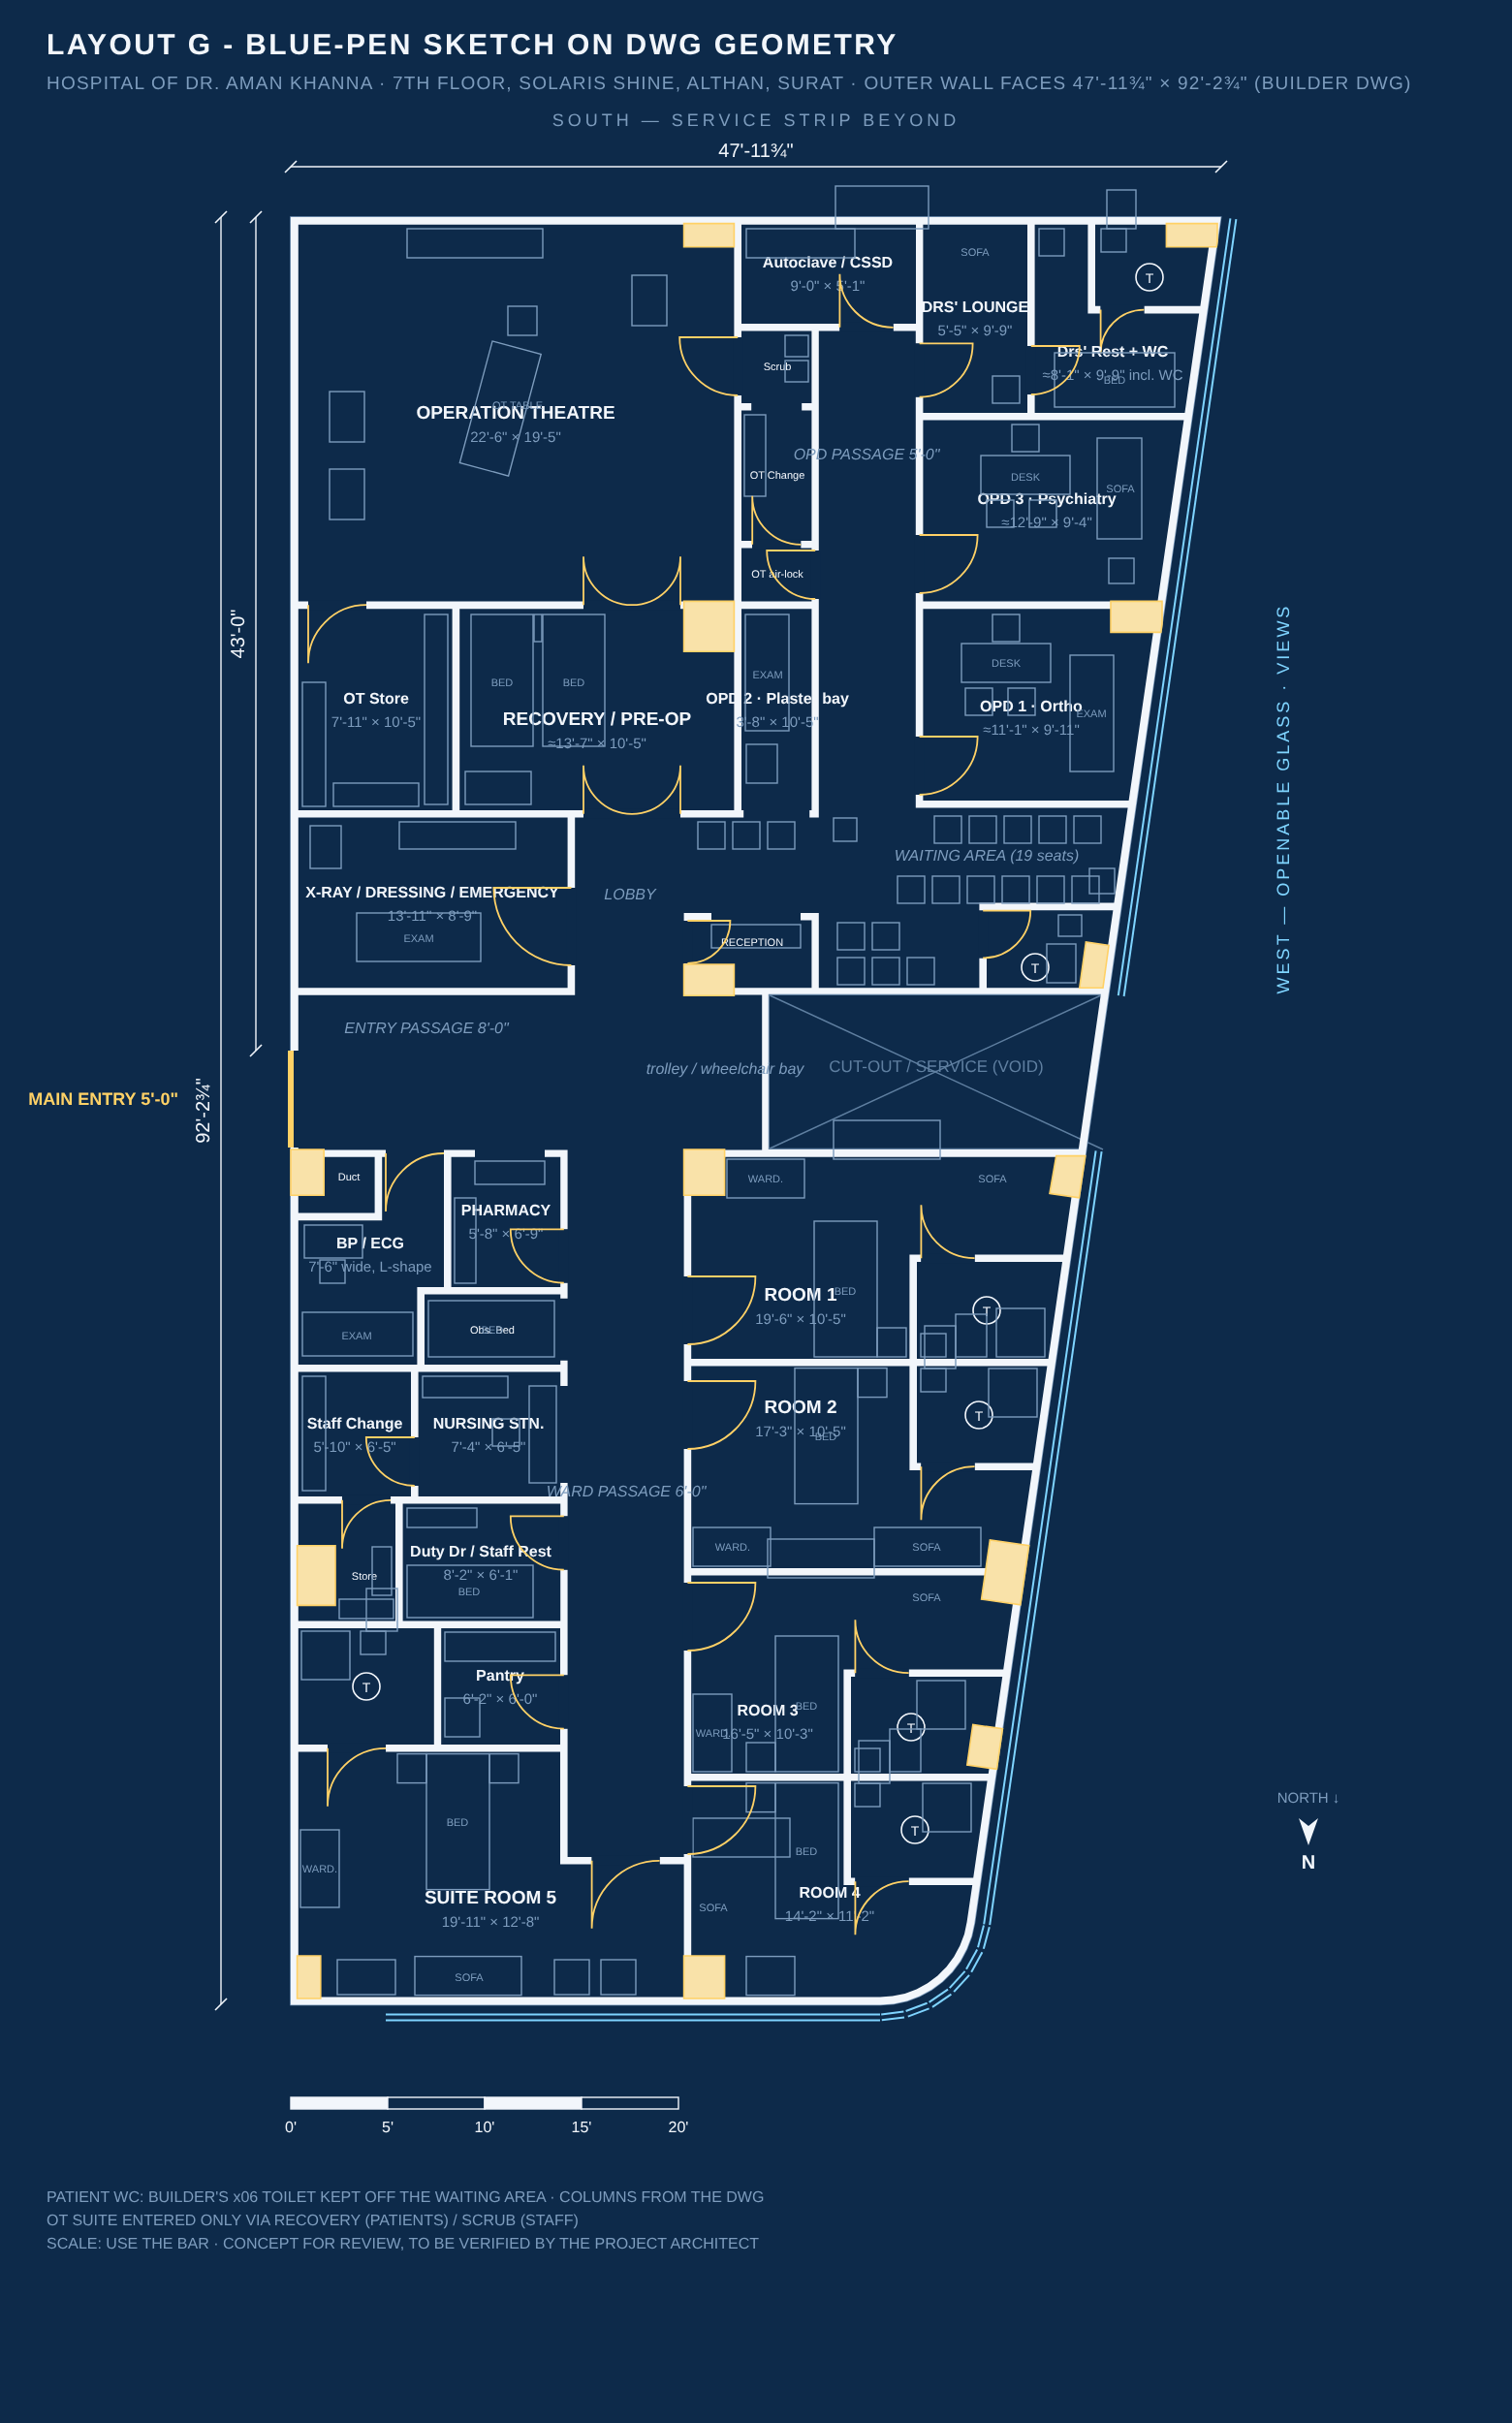 LAYOUT G - BLUE-PEN SKETCH ON DWG GEOMETRY
HOSPITAL OF DR. AMAN KHANNA · 7TH FLOOR, SOLARIS SHINE, ALTHAN, SURAT · OUTER WALL FACES 47'-11¾" × 92'-2¾" (BUILDER DWG)
SOUTH — SERVICE STRIP BEYOND
47'-11¾"
43'-0"
92'-2¾"
MAIN ENTRY 5'-0"
OT TABLE
OPERATION THEATRE
22'-6" × 19'-5"
Autoclave / CSSD
9'-0" × 5'-1"
SOFA
DRS' LOUNGE
5'-5" × 9'-9"
T
Drs' Rest + WC
≈8'-1" × 9'-9" incl. WC
BED
Scrub
OT Change
OT air-lock
OPD PASSAGE 5'-0"
DESK
SOFA
OPD 3 · Psychiatry
≈12'-9" × 9'-4"
OT Store
7'-11" × 10'-5"
BED
BED
RECOVERY / PRE-OP
≈13'-7" × 10'-5"
EXAM
OPD 2 · Plaster bay
3'-8" × 10'-5"
DESK
OPD 1 · Ortho
≈11'-1" × 9'-11"
EXAM
WEST — OPENABLE GLASS · VIEWS
X-RAY / DRESSING / EMERGENCY
13'-11" × 8'-9"
EXAM
LOBBY
WAITING AREA (19 seats)
RECEPTION
T
ENTRY PASSAGE 8'-0"
trolley / wheelchair bay
CUT-OUT / SERVICE (VOID)
Duct
BP / ECG
7'-6" wide, L-shape
EXAM
PHARMACY
5'-8" × 6'-9"
BED
Obs. Bed
WARD.
SOFA
BED
ROOM 1
19'-6" × 10'-5"
T
Staff Change
5'-10" × 6'-5"
NURSING STN.
7'-4" × 6'-5"
ROOM 2
17'-3" × 10'-5"
BED
T
WARD PASSAGE 6'-0"
WARD.
SOFA
Store
Duty Dr / Staff Rest
8'-2" × 6'-1"
BED
SOFA
T
Pantry
6'-2" × 6'-0"
BED
ROOM 3
16'-5" × 10'-3"
WARD.
T
BED
WARD.
SUITE ROOM 5
19'-11" × 12'-8"
SOFA
T
BED
ROOM 4
14'-2" × 11'-2"
SOFA
NORTH ↓
N
0'
5'
10'
15'
20'
PATIENT WC: BUILDER'S x06 TOILET KEPT OFF THE WAITING AREA · COLUMNS FROM THE DWG
OT SUITE ENTERED ONLY VIA RECOVERY (PATIENTS) / SCRUB (STAFF)
SCALE: USE THE BAR · CONCEPT FOR REVIEW, TO BE VERIFIED BY THE PROJECT ARCHITECT